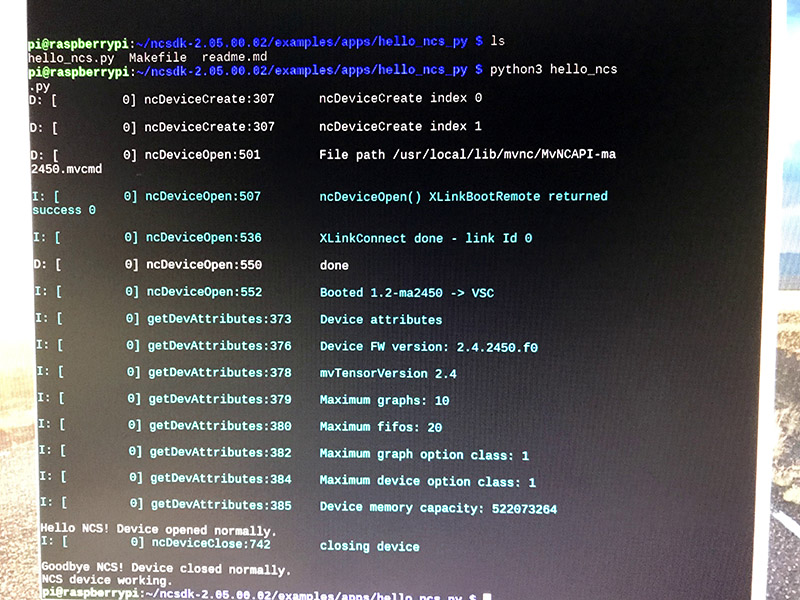 pi@raspberrypi:~/ncsdk-2.05.00.02/examples/apps/hello_ncs_py $ ls
hello_ncs.py Makefile readme.md
pi@raspberrypi:~/ncsdk-2.05.00.02/examples/apps/hello_ncs_py $ python3 hello_ncs
.py
D: [ 0] ncDeviceCreate:307 ncDeviceCreate index 0
D: [ 0] ncDeviceCreate:307 ncDeviceCreate index 1
D: [ 0] ncDeviceOpen:501 File path /usr/local/lib/mvnc/MvNCAPI-ma
2450.mvcmd
I: [ 0] ncDeviceOpen:507 ncDeviceOpen() XLinkBootRemote returned
success 0
I: [ 0] ncDeviceOpen:536 XLinkConnect done - link Id 0
D: [ 0] ncDeviceOpen:550 done
I: [ 0] ncDeviceOpen:552 Booted 1.2-ma2450 -> VSC
I: [ 0] getDevAttributes:373 Device attributes
I: [ 0] getDevAttributes:376 Device FW version: 2.4.2450.f0
I: [ 0] getDevAttributes:378 mvTensorVersion 2.4
I: [ 0] getDevAttributes:379 Maximum graphs: 10
I: [ 0] getDevAttributes:380 Maximum fifos: 20
I: [ 0] getDevAttributes:382 Maximum graph option class: 1
I: [ 0] getDevAttributes:384 Maximum device option class: 1
I: [ 0] getDevAttributes:385 Device memory capacity: 522073264
Hello NCS! Device opened normally.
I: [ 0] ncDeviceClose:742 closing device
Goodbye NCS! Device closed normally.
NCS device working.
pi@raspberrypi:~/ncsdk-2.05.00.02/examples/apps/hello_ncs_py $